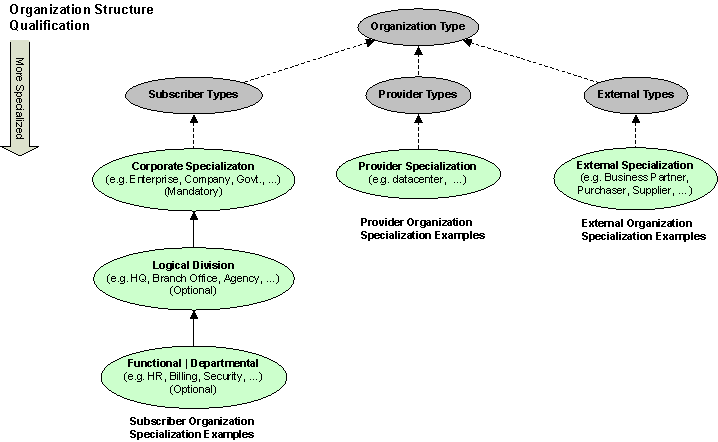 Organization Structure
Qualification
More Specialized
Organization Type
Subscriber Types
Provider Types
External Types
Corporate Specializaton
(e.g. Enterprise, Company, Govt., ...)
(Mandatory)
Provider Specialization
(e.g. datacenter, ...)
External Specialization
(e.g. Business Partner,
Purchaser, Supplier, ...)
Provider Organization
Specialization Examples
External Organization
Specialization Examples
Logical Division
(e.g. HQ, Branch Office, Agency, ...)
(Optional)
Functional | Departmental
(e.g. HR, Billing, Security, ...)
(Optional)
Subscriber Organization
Specialization Examples